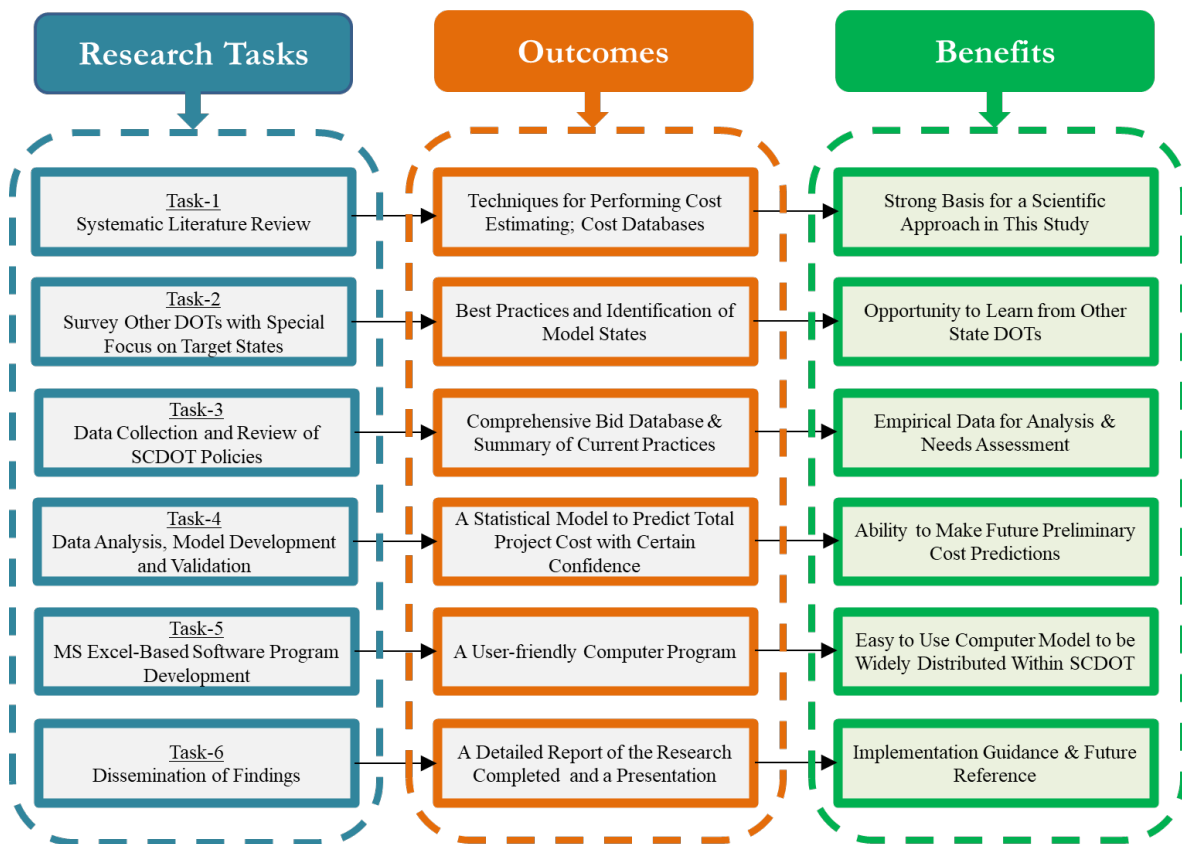 Research Tasks
Outcomes
Benefits
Task-1
Systematic Literature Review
Techniques for Performing Cost
Estimating; Cost Databases
Strong Basis for a Scientific
Approach in This Study
Task-2
Survey Other DOTs with Special
Focus on Target States
Best Practices and Identification of
Model States
Opportunity to Learn from Other
State DOTs
Task-3
Data Collection and Review of
SCDOT Policies
Comprehensive Bid Database &
Summary of Current Practices
Empirical Data for Analysis &
Needs Assessment
Task-4
Data Analysis, Model Development
and Validation
A Statistical Model to Predict Total
Project Cost with Certain
Confidence
Ability to Make Future Preliminary
Cost Predictions
Task-5
MS Excel-Based Software Program
Development
A User-friendly Computer Program
Easy to Use Computer Model to be
Widely Distributed Within SCDOT
Task-6
Dissemination of Findings
A Detailed Report of the Research
Completed and a Presentation
Implementation Guidance & Future
Reference